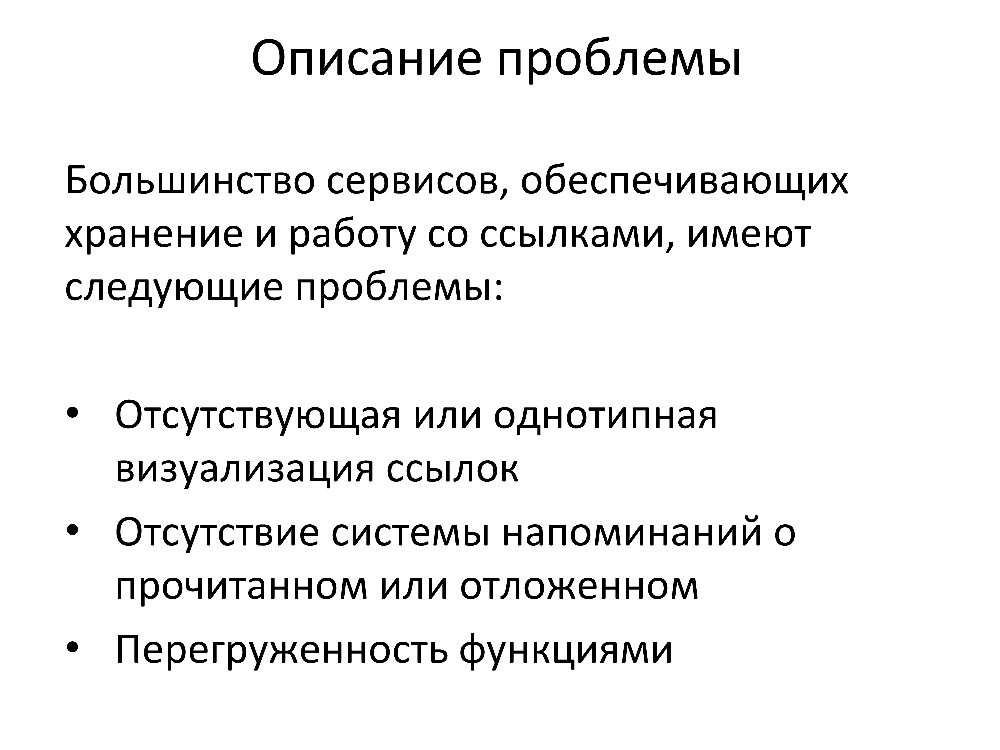 Описание проблемы
Большинство сервисов, обеспечивающих
хранение и работу со ссылками, имеют
следующие проблемы:
• Отсутствующая или однотипная
визуализация ссылок
• Отсутствие системы напоминаний о
прочитанном или отложенном
• Перегруженность функциями